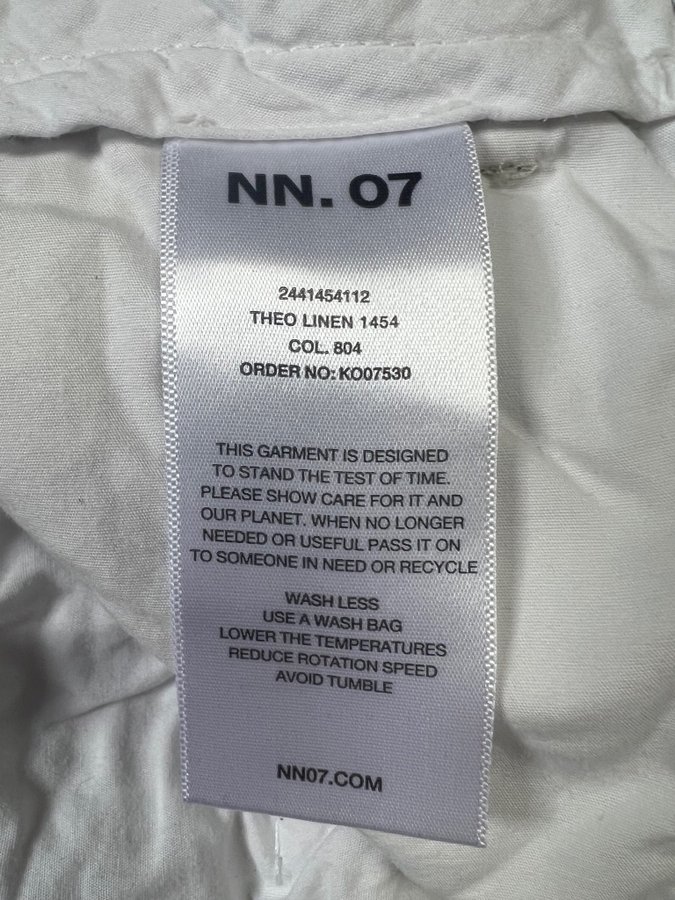 NN. 07
2441454112
THEO LINEN 1454
COL. 804
ORDER NO: KO07530
THIS GARMENT IS DESIGNED
TO STAND THE TEST OF TIME.
PLEASE SHOW CARE FOR IT AND
OUR PLANET. WHEN NO LONGER
NEEDED OR USEFUL PASS IT ON
TO SOMEONE IN NEED OR RECYCLE
WASH LESS
USE A WASH BAG
LOWER THE TEMPERATURES
REDUCE ROTATION SPEED
AVOID TUMBLE
NN07.COM